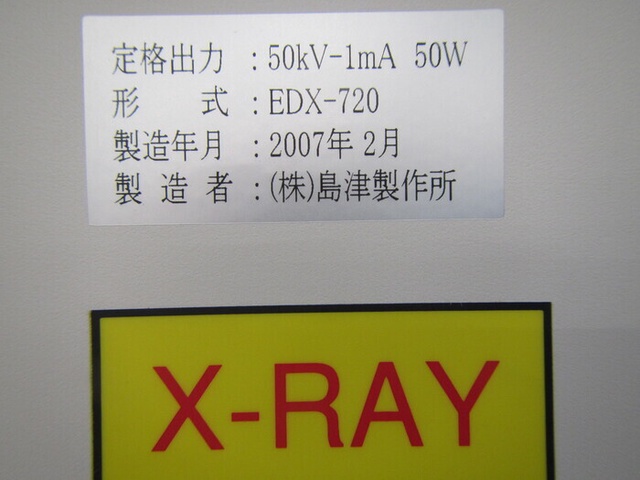 定格出力 : 50kV-1mA 50W
形 式 : EDX-720
製造年月 : 2007年 2月
製 造 者 : (株)島津製作所
X-RAY